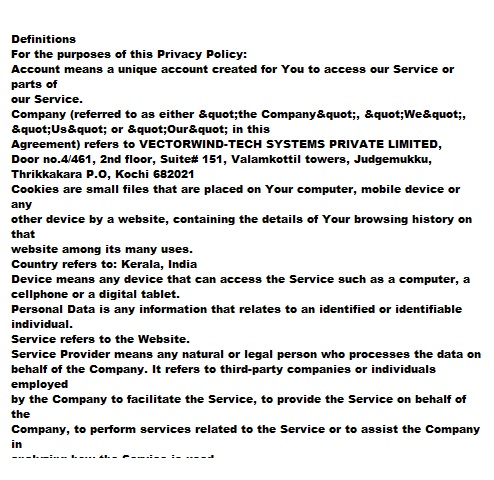 Definitions
For the purposes of this Privacy Policy:
Account means a unique account created for You to access our Service or
parts of
our Service.
Company (referred to as either &quot;the Company&quot;, &quot;We&quot;,
&quot;Us&quot; or &quot;Our&quot; in this
Agreement) refers to VECTORWIND-TECH SYSTEMS PRIVATE LIMITED,
Door no.4/461, 2nd floor, Suite# 151, Valamkottil towers, Judgemukku,
Thrikkakara P.O, Kochi 682021
Cookies are small files that are placed on Your computer, mobile device or
any
other device by a website, containing the details of Your browsing history on
that
website among its many uses.
Country refers to: Kerala, India
Device means any device that can access the Service such as a computer, a
cellphone or a digital tablet.
Personal Data is any information that relates to an identified or identifiable
individual.
Service refers to the Website.
Service Provider means any natural or legal person who processes the data on
behalf of the Company. It refers to third-party companies or individuals
employed
by the Company to facilitate the Service, to provide the Service on behalf of
the
Company, to perform services related to the Service or to assist the Company
in